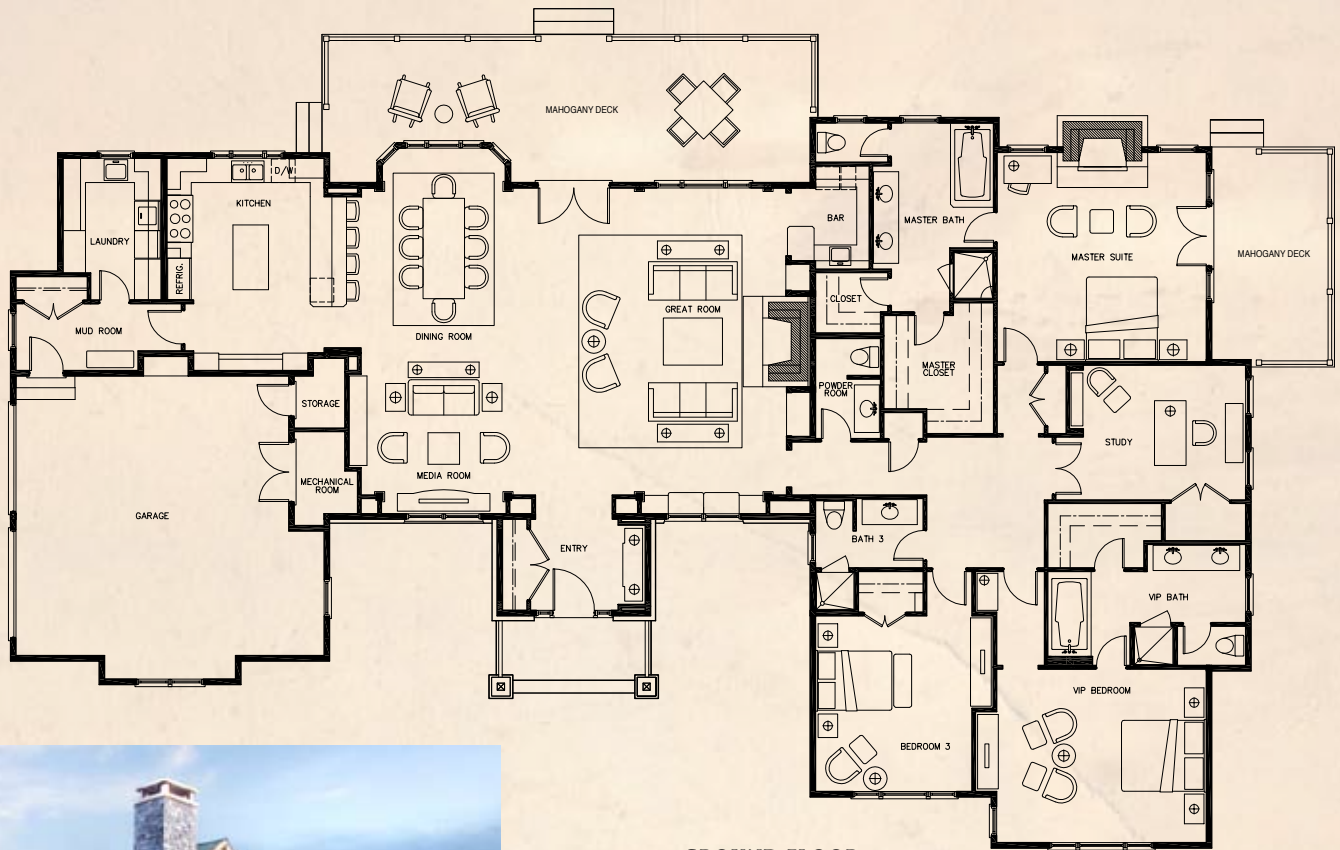 MAHOGANY DECK
D/W
KITCHEN
BAR
MASTER BATH
LAUNDRY
MASTER SUITE
MAHOGANY DECK
REFRIG.
CLOSET
GREAT ROOM
MUD ROOM
DINING ROOM
MASTER
CLOSET
POWDER
ROOM
STORAGE
STUDY
MEDIA ROOM
MECHANICAL
ROOM
GARAGE
ENTRY
BATH 3
VIP BATH
VIP BEDROOM
BEDROOM 3